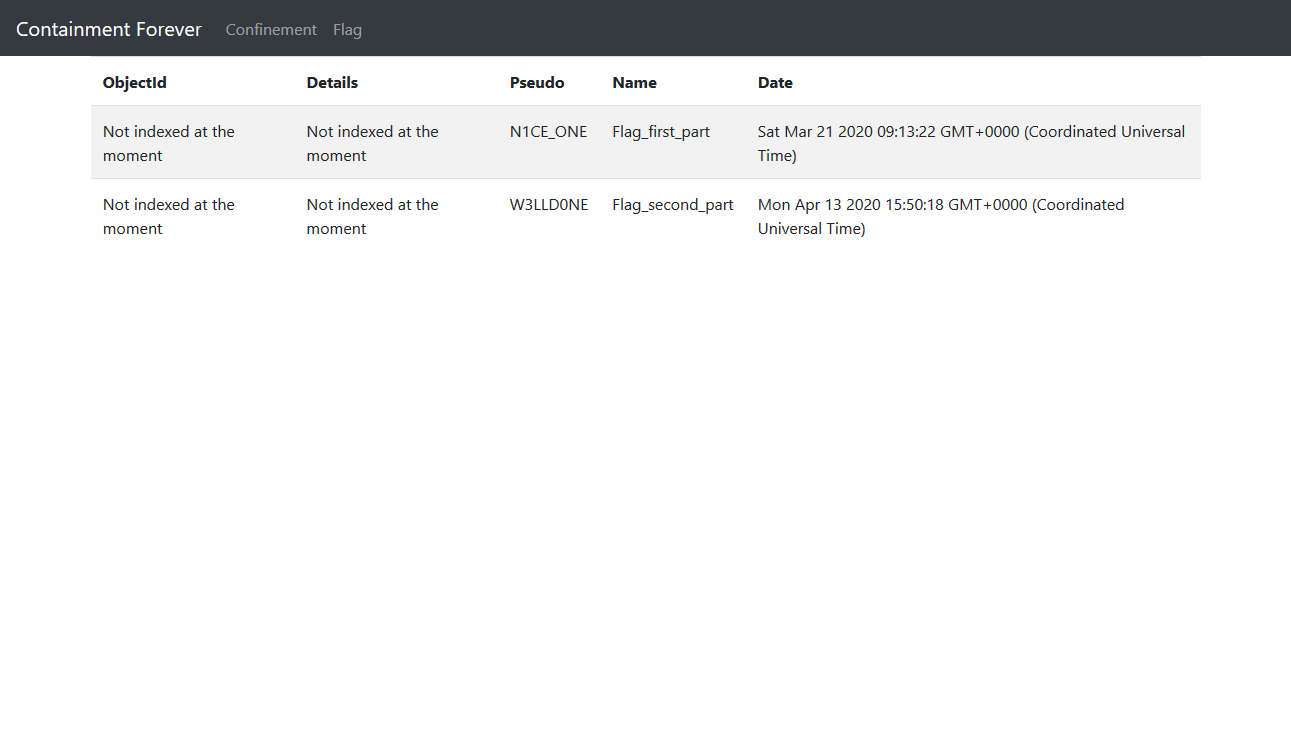 Containment Forever Confinement Flag
ObjectId Details Pseudo Name Date
Not indexed at the Not indexed at the N1CE_ONE Flag_first_part Sat Mar 21 2020 09:13:22 GMT+0000 (Coordinated Universal
moment moment Time)
Not indexed at the Not indexed at the W3LLD0NE Flag_second_part Mon Apr 13 2020 15:50:18 GMT+0000 (Coordinated
moment moment Universal Time)